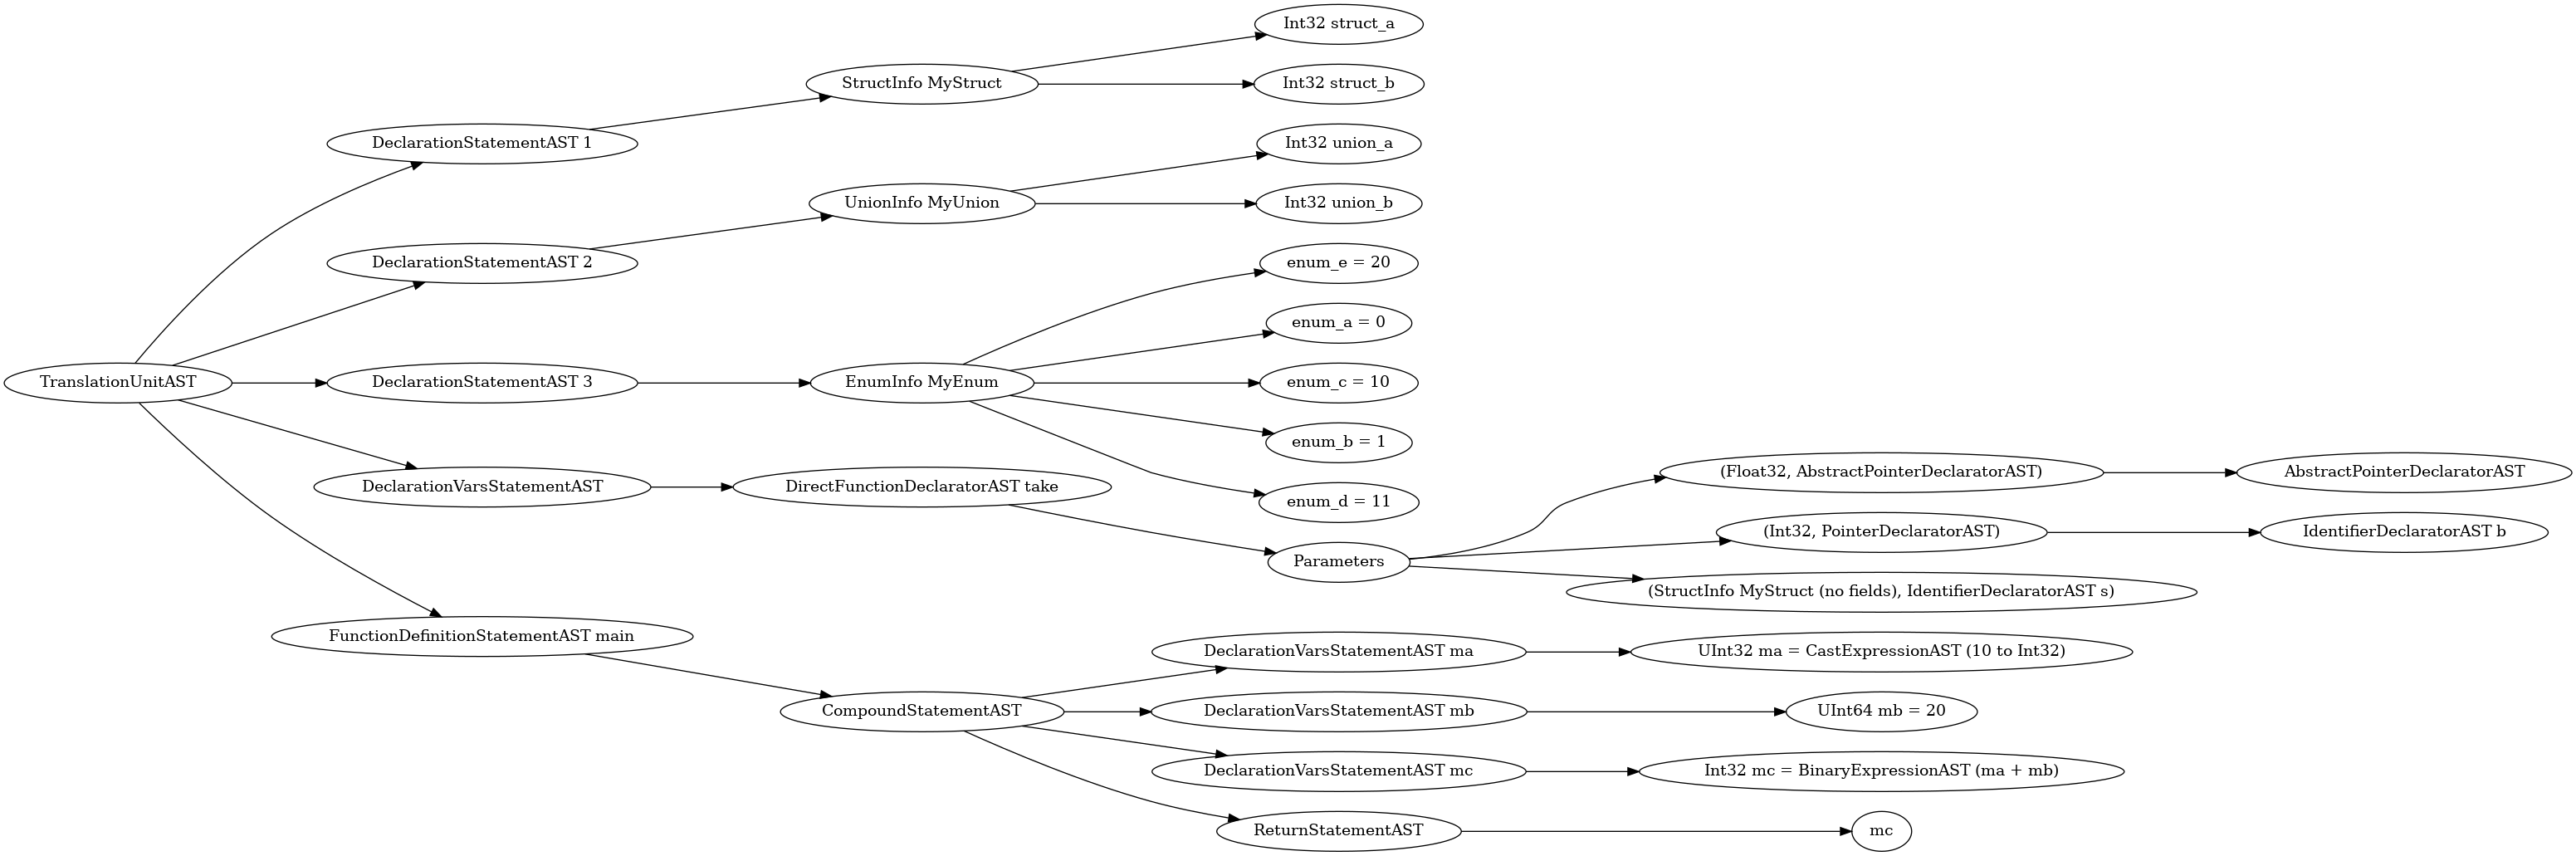 TranslationUnitAST
DeclarationStatementAST 1
StructInfo MyStruct
Int32 struct_a
Int32 struct_b
DeclarationStatementAST 2
UnionInfo MyUnion
Int32 union_a
Int32 union_b
DeclarationStatementAST 3
EnumInfo MyEnum
enum_e = 20
enum_a = 0
enum_c = 10
enum_b = 1
enum_d = 11
DeclarationVarsStatementAST
DirectFunctionDeclaratorAST take
Parameters
(Float32, AbstractPointerDeclaratorAST)
AbstractPointerDeclaratorAST
(Int32, PointerDeclaratorAST)
IdentifierDeclaratorAST b
(StructInfo MyStruct (no fields), IdentifierDeclaratorAST s)
FunctionDefinitionStatementAST main
CompoundStatementAST
DeclarationVarsStatementAST ma
UInt32 ma = CastExpressionAST (10 to Int32)
DeclarationVarsStatementAST mb
UInt64 mb = 20
DeclarationVarsStatementAST mc
Int32 mc = BinaryExpressionAST (ma + mb)
ReturnStatementAST
mc